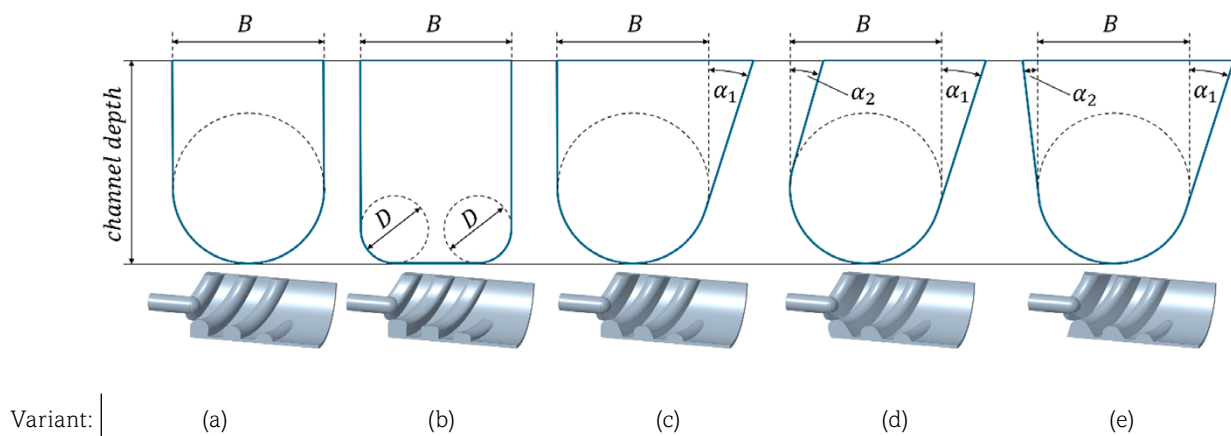 B B B B B
α₂ α₁ α₁ α₂ α₁
channel depth
D D
Variant: (a) (b) (c) (d) (e)